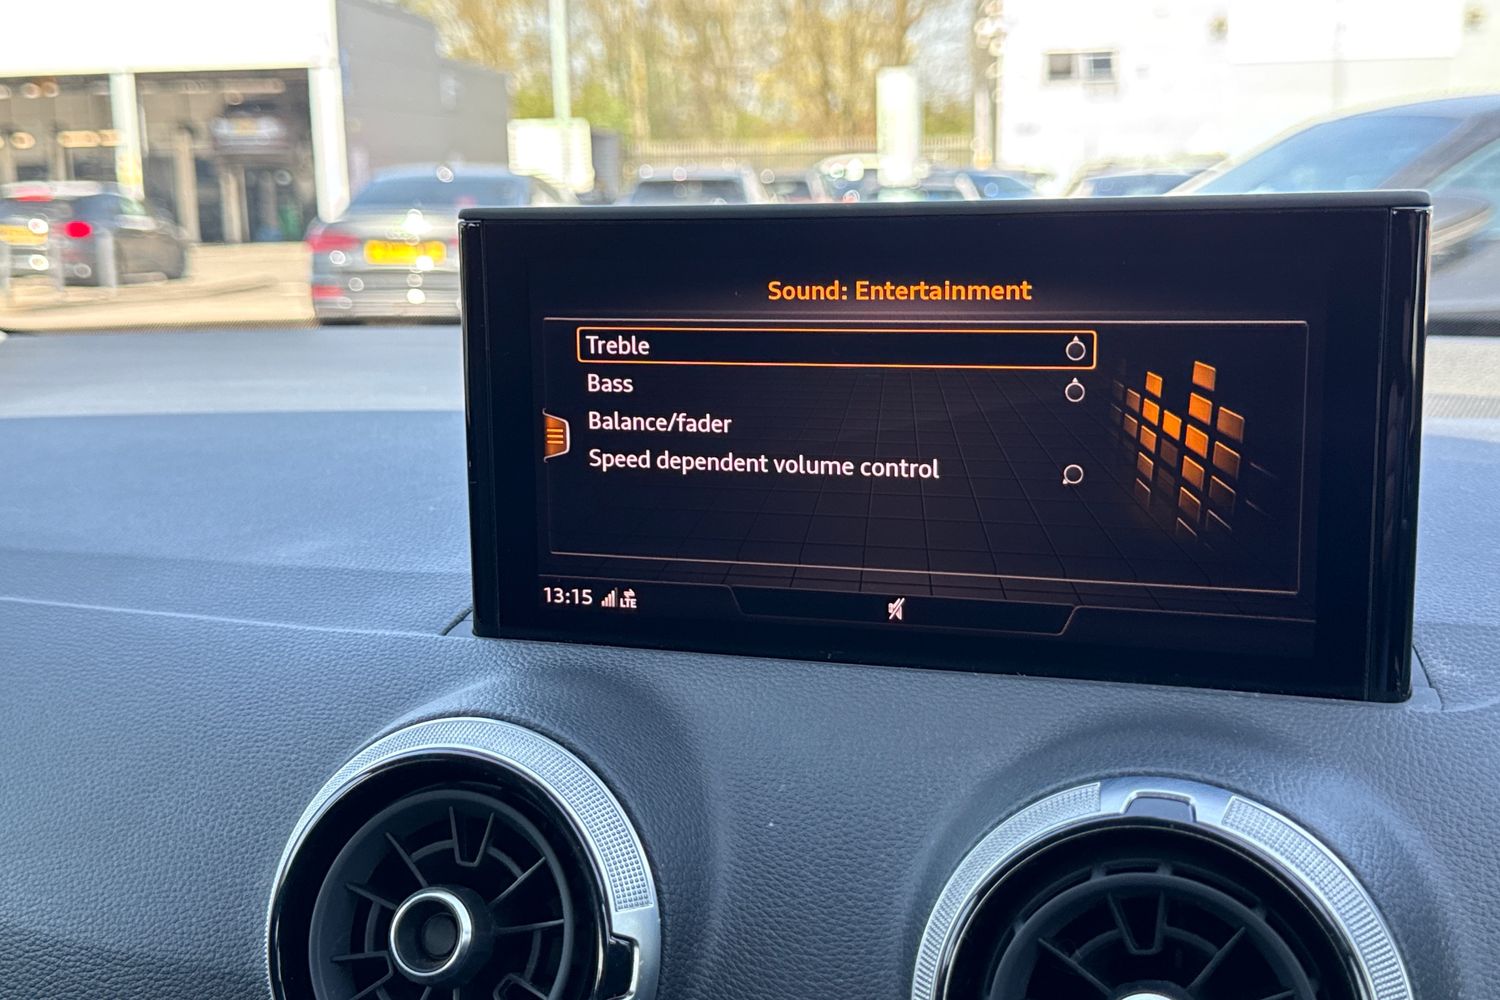 Sound: Entertainment
Treble
Bass
Balance/fader
Speed dependent volume control
13:15 LTE